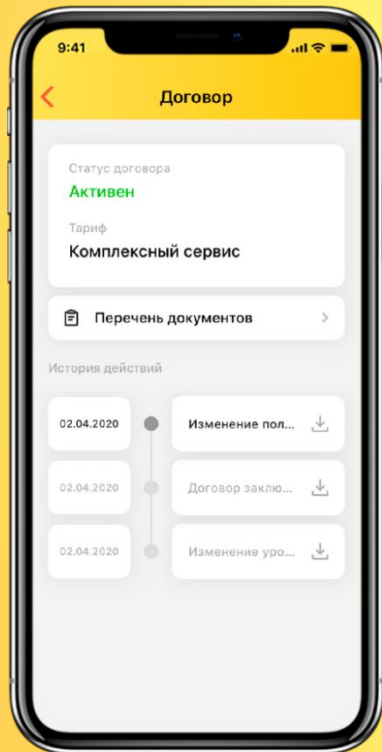 9:41
Договор
Статус договора
Активен
Тариф
Комплексный сервис
Перечень документов
История действий
02.04.2020 Изменение пол...
02.04.2020 Договор заклю...
02.04.2020 Изменение уро...